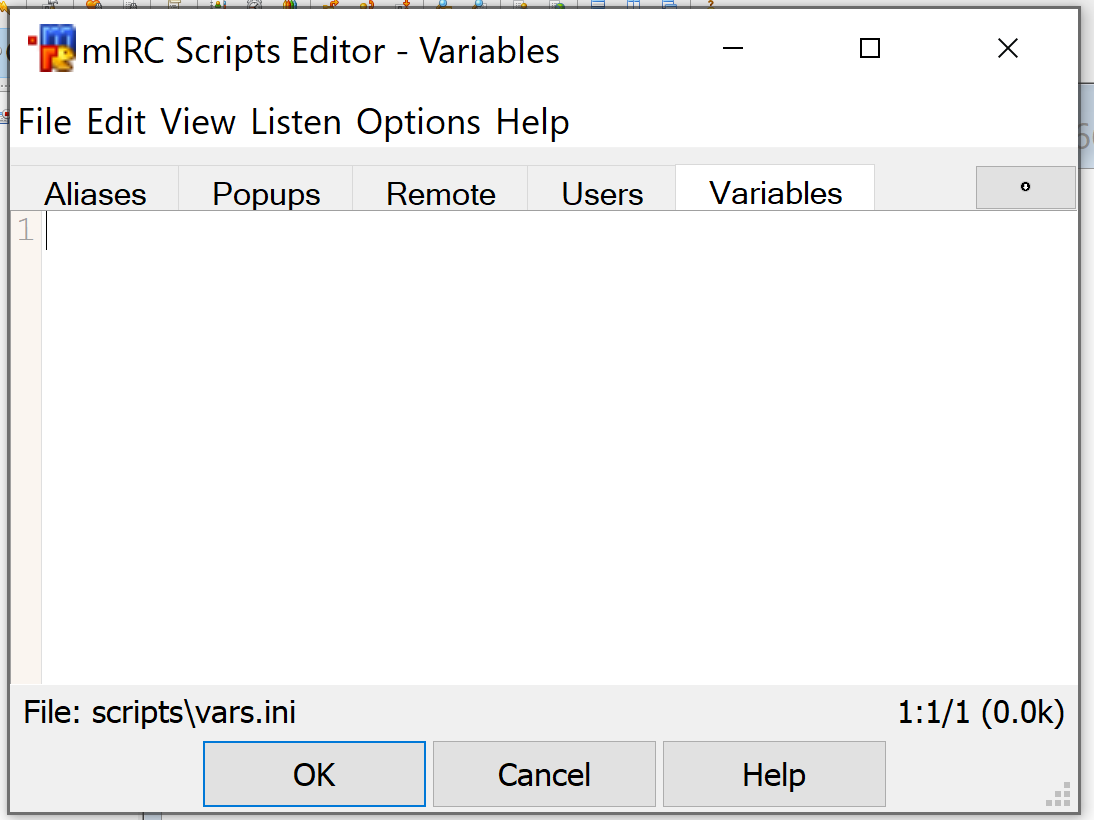 mIRC Scripts Editor - Variables
File Edit View Listen Options Help
Aliases Popups Remote Users Variables
1
File: scripts\vars.ini 1:1/1 (0.0k)
OK Cancel Help